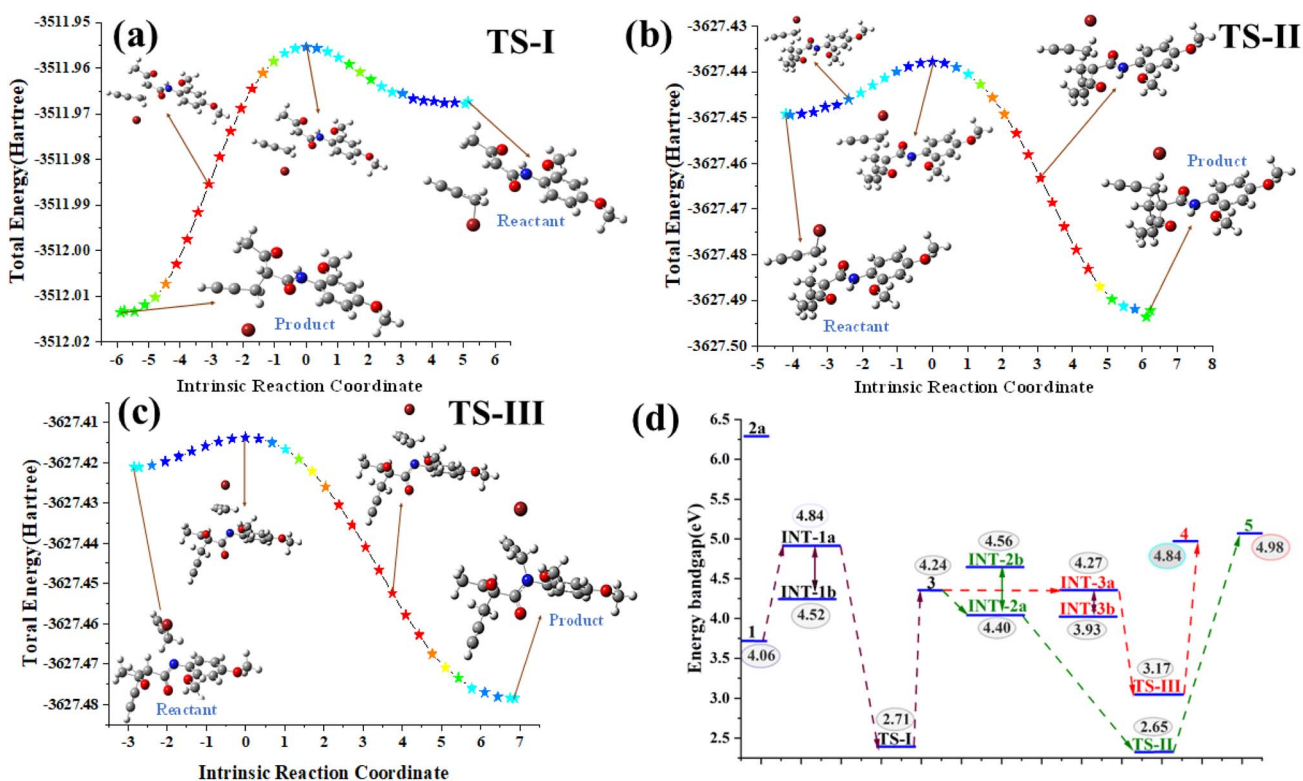 (a)
TS-I
Total Energy(Hartree)
-3511.95
-3511.96
-3511.97
-3511.98
-3511.99
-3512.00
-3512.01
-3512.02
Reactant
Product
-6 -5 -4 -3 -2 -1 0 1 2 3 4 5 6
Intrinsic Reaction Coordinate
(b)
TS-II
Total Energy(Hartree)
-3627.43
-3627.44
-3627.45
-3627.46
-3627.47
-3627.48
-3627.49
-3627.50
Product
Reactant
-5 -4 -3 -2 -1 0 1 2 3 4 5 6 7 8
Intrinsic Reaction Coordinate
(c)
TS-III
Toral Energy(Hartree)
-3627.41
-3627.42
-3627.43
-3627.44
-3627.45
-3627.46
-3627.47
-3627.48
Reactant
Product
-3 -2 -1 0 1 2 3 4 5 6 7
Intrinsic Reaction Coordinate
(d)
Energy bandgap(eV)
6.5
6.0
5.5
5.0
4.5
4.0
3.5
3.0
2.5
2a
1
4.06
4.84
INT-1a
INT-1b
4.52
2.71
TS-I
4.24
3
4.56
INT-2b
INT-2a
4.40
4.27
INT-3a
INT-3b
3.93
3.17
TS-III
2.65
TS-II
4
4.84
5
4.98